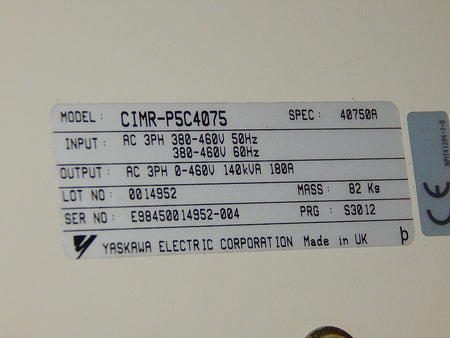 MODEL: CIMR-P5C4075 SPEC: 40750A
INPUT: AC 3PH 380-460V 50Hz
380-460V 60Hz
OUTPUT: AC 3PH 0-460V 140kVA 180A
LOT NO: 0014952 MASS: 82 Kg
SER NO: E98450014952-004 PRG: S3012
YASKAWA ELECTRIC CORPORATION Made in UK þ
CE